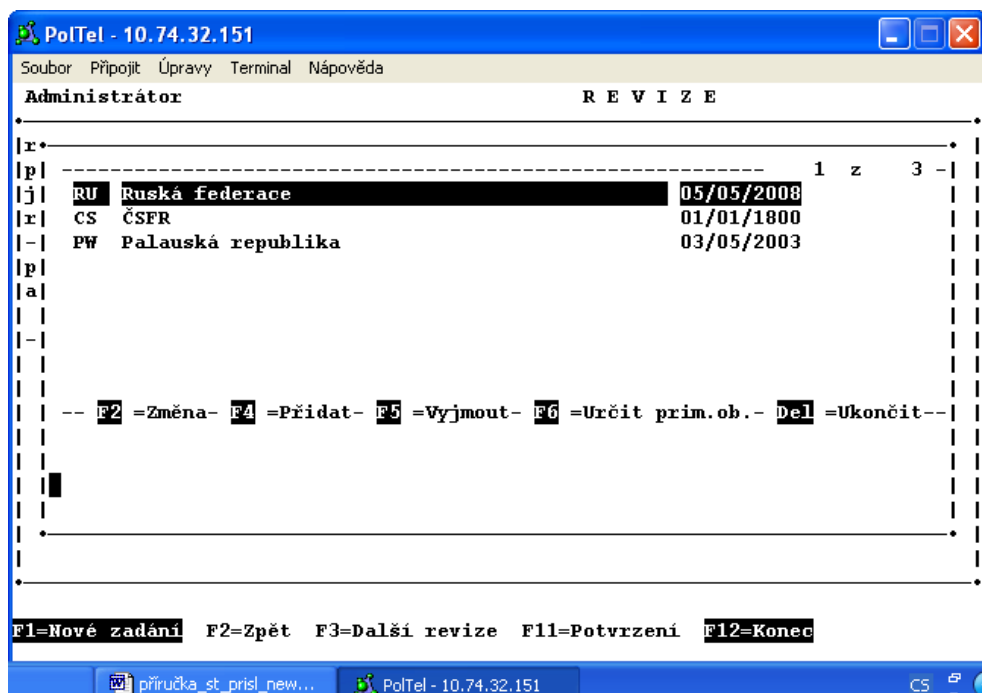 PolTel - 10.74.32.151
Soubor Připojit Úpravy Terminal Nápověda
Administrátor R E V I Z E
r
p 1 z 3
j RU Ruská federace 05/05/2008
r CS ČSFR 01/01/1800
- PW Palauská republika 03/05/2003
p
a
-- F2 =Změna- F4 =Přidat- F5 =Vyjmout- F6 =Určit prim.ob.- Del =Ukončit--
F1=Nové zadání F2=Zpět F3=Další revize F11=Potvrzení F12=Konec
příručka_st_prisl_new... PolTel - 10.74.32.151 CS